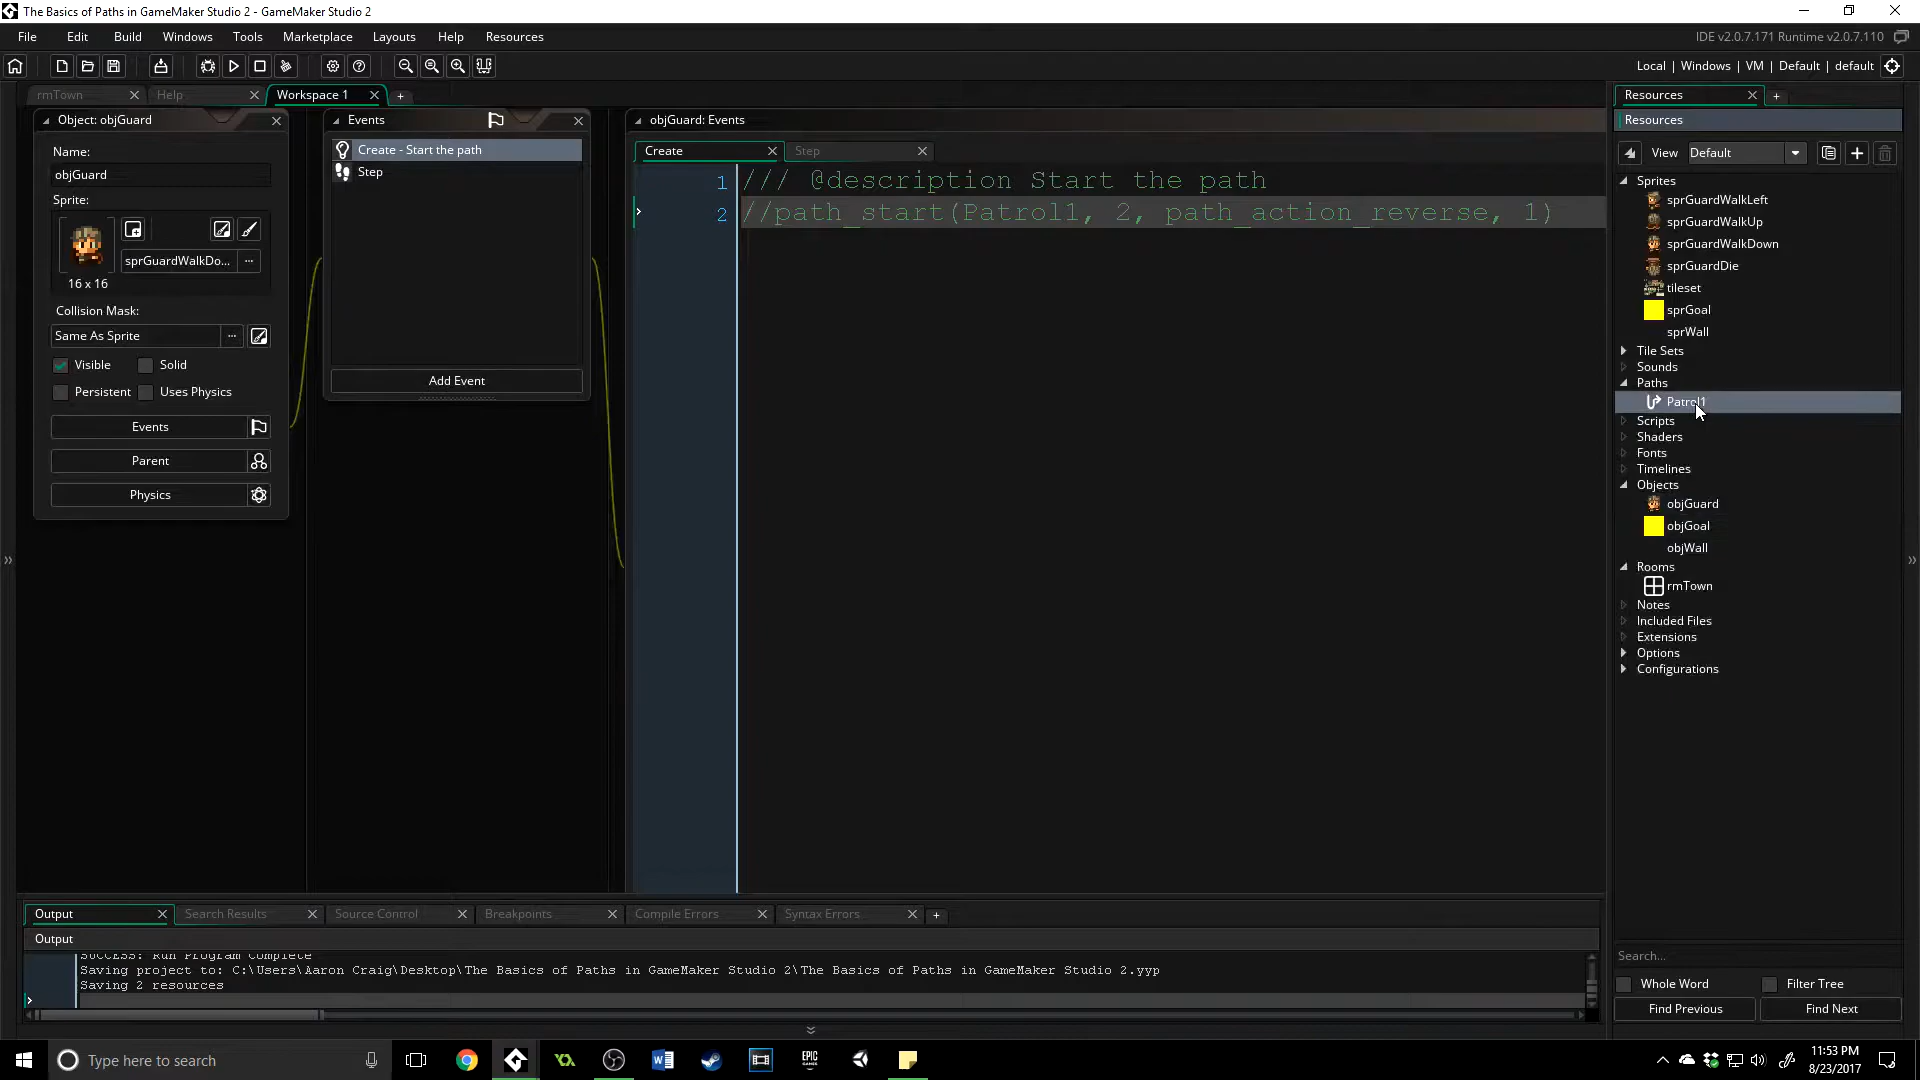 The Basics of Paths in GameMaker Studio 2 - GameMaker Studio 2
File Edit Build Windows Tools Marketplace Layouts Help Resources
IDE v2.0.7.171 Runtime v2.0.7.110
Local | Windows | VM | Default | default
rmTown Help Workspace 1
Object: objGuard
Name:
objGuard
Sprite:
sprGuardWalkDo...
16 x 16
Collision Mask:
Same As Sprite
Visible Solid
Persistent Uses Physics
Events
Parent
Physics
Events
Create - Start the path
Step
Add Event
objGuard: Events
Create Step
1 /// @description Start the path
2 //path_start(Patrol1, 2, path_action_reverse, 1)
Resources
Resources
View Default
Sprites
sprGuardWalkLeft
sprGuardWalkUp
sprGuardWalkDown
sprGuardDie
tileset
sprGoal
sprWall
Tile Sets
Sounds
Paths
Patrol1
Scripts
Shaders
Fonts
Timelines
Objects
objGuard
objGoal
objWall
Rooms
rmTown
Notes
Included Files
Extensions
Options
Configurations
Search...
Whole Word Filter Tree
Find Previous Find Next
Output Search Results Source Control Breakpoints Compile Errors Syntax Errors
Output
SUCCESS: Run Program Complete
Saving project to: C:\Users\Aaron Craig\Desktop\The Basics of Paths in GameMaker Studio 2\The Basics of Paths in GameMaker Studio 2.yyp
Saving 2 resources
Type here to search
EPIC GAMES
11:53 PM
8/23/2017